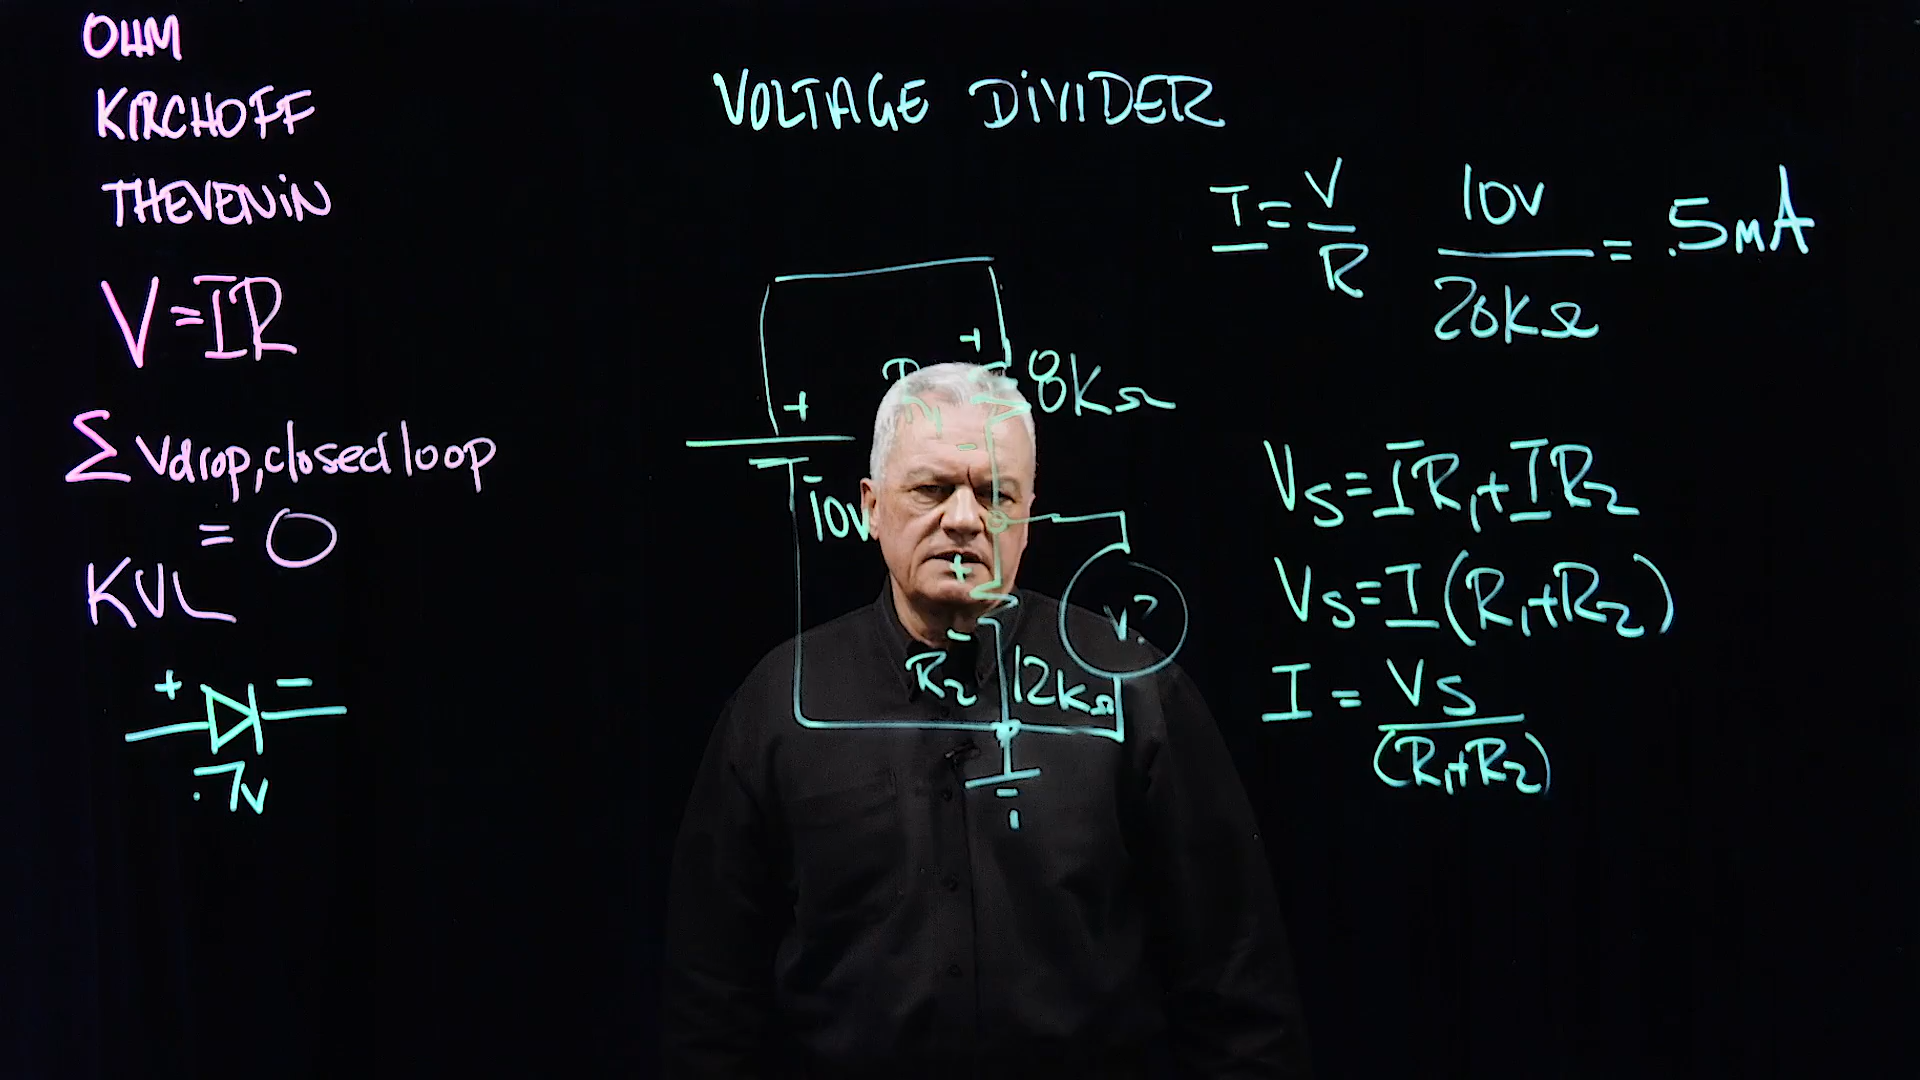 OHM
KIRCHOFF
THEVENIN
V=IR
Σ Vdrop, closed loop
= 0
KVL
+ -
.7V
VOLTAGE DIVIDER
+
8KΩ
+
-
-
10V
+
V?
-
R2 12KΩ
I = V/R 10V/20KΩ = .5mA
Vs=IR1+IR2
Vs=I(R1+R2)
I = Vs/(R1+R2)